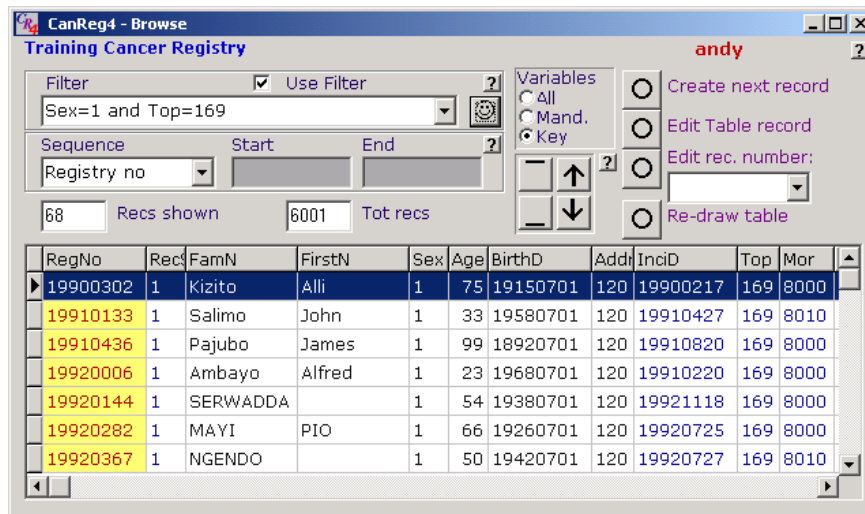 CanReg4 - Browse
Training Cancer Registry andy ?
Filter Use Filter ?
Sex=1 and Top=169
Sequence Start End ?
Registry no
68 Recs shown 6001 Tot recs
Variables
All
Mand.
Key
?
Create next record
Edit Table record
Edit rec. number:
Re-draw table
RegNo RecS FamN FirstN Sex Age BirthD Addr InciD Top Mor
19900302 1 Kizito Alli 1 75 19150701 120 19900217 169 8000
19910133 1 Salimo John 1 33 19580701 120 19910427 169 8010
19910436 1 Pajubo James 1 99 18920701 120 19910820 169 8000
19920006 1 Ambayo Alfred 1 23 19680701 120 19910220 169 8000
19920144 1 SERWADDA 1 54 19380701 120 19921118 169 8000
19920282 1 MAYI PIO 1 66 19260701 120 19920725 169 8000
19920367 1 NGENDO 1 50 19420701 120 19920727 169 8010